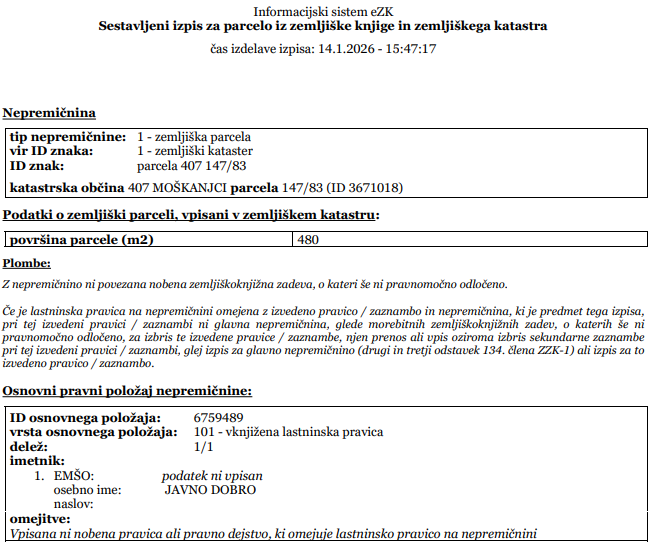 Informacijski sistem eZK
Sestavljeni izpis za parcelo iz zemljiške knjige in zemljiškega katastra
čas izdelave izpisa: 14.1.2026 - 15:47:17
Nepremičnina
tip nepremičnine: 1 - zemljiška parcela
vir ID znaka: 1 - zemljiški kataster
ID znak: parcela 407 147/83
katastrska občina 407 MOŠKANJCI parcela 147/83 (ID 3671018)
Podatki o zemljiški parceli, vpisani v zemljiškem katastru:
površina parcele (m2) 480
Plombe:
Z nepremičnino ni povezana nobena zemljiškoknjižna zadeva, o kateri še ni pravnomočno odločeno.
Če je lastninska pravica na nepremičnini omejena z izvedeno pravico / zaznambo in nepremičnina, ki je predmet tega izpisa,
pri tej izvedeni pravici / zaznambi ni glavna nepremičnina, glede morebitnih zemljiškoknjižnih zadev, o katerih še ni
pravnomočno odločeno, za izbris te izvedene pravice / zaznambe, njen prenos ali vpis oziroma izbris sekundarne zaznambe
pri tej izvedeni pravici / zaznambi, glej izpis za glavno nepremičnino (drugi in tretji odstavek 134. člena ZZK-1) ali izpis za to
izvedeno pravico / zaznambo.
Osnovni pravni položaj nepremičnine:
ID osnovnega položaja: 6759489
vrsta osnovnega položaja: 101 - vknjižena lastninska pravica
delež: 1/1
imetnik:
1. EMŠO: podatek ni vpisan
osebno ime: JAVNO DOBRO
naslov:
omejitve:
Vpisana ni nobena pravica ali pravno dejstvo, ki omejuje lastninsko pravico na nepremičnini